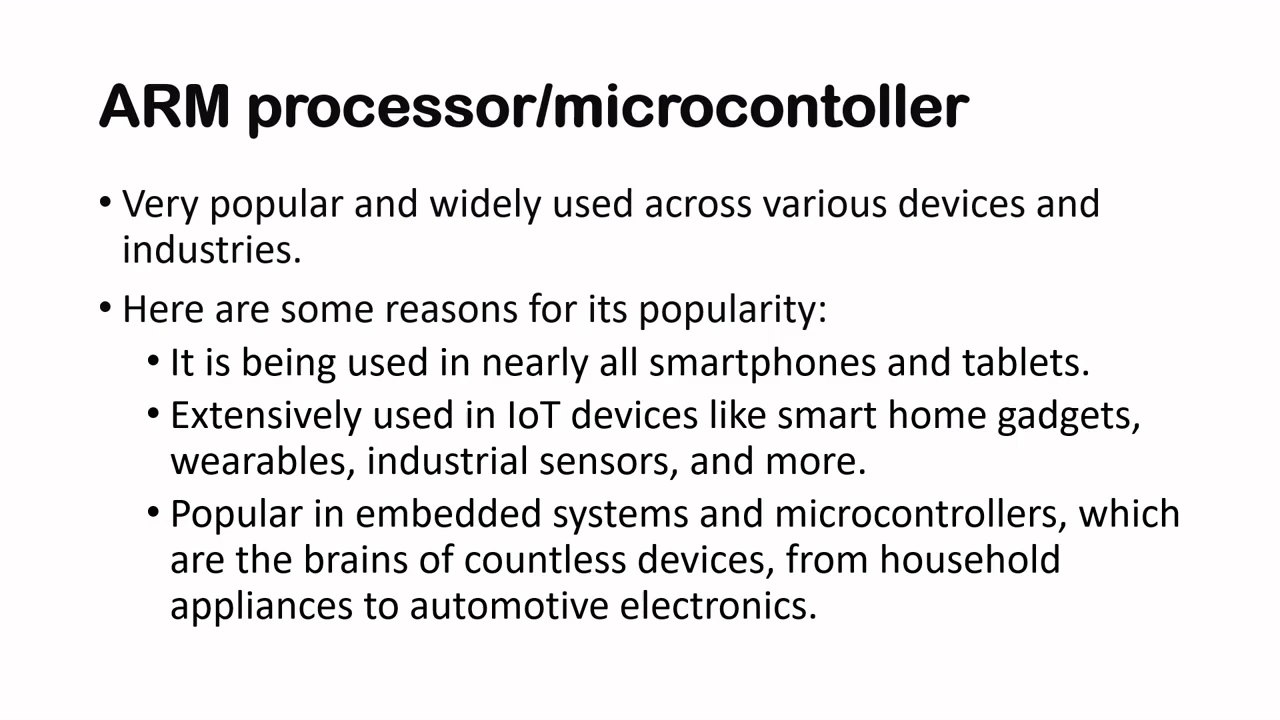 ARM processor/microcontoller
• Very popular and widely used across various devices and
industries.
• Here are some reasons for its popularity:
• It is being used in nearly all smartphones and tablets.
• Extensively used in IoT devices like smart home gadgets,
wearables, industrial sensors, and more.
• Popular in embedded systems and microcontrollers, which
are the brains of countless devices, from household
appliances to automotive electronics.